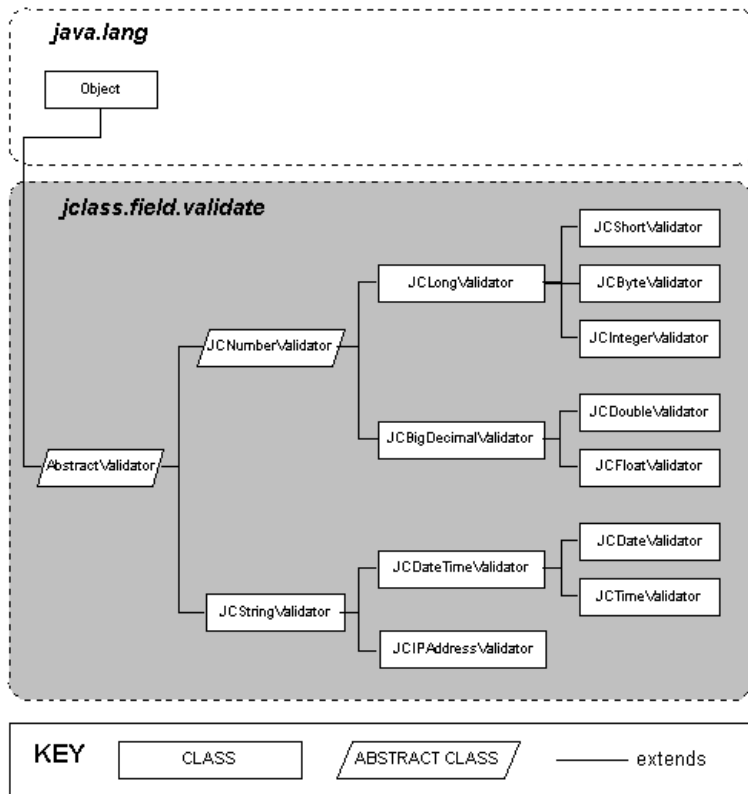 java.lang
Object
jclass.field.validate
JCShortValidator
JCLongValidator
JCByteValidator
JCNumberValidator
JCIntegerValidator
JCDoubleValidator
JCBigDecimalValidator
AbstractValidator
JCFloatValidator
JCDateValidator
JCDateTimeValidator
JCTimeValidator
JCStringValidator
JCIPAddressValidator
KEY
CLASS
ABSTRACT CLASS
extends